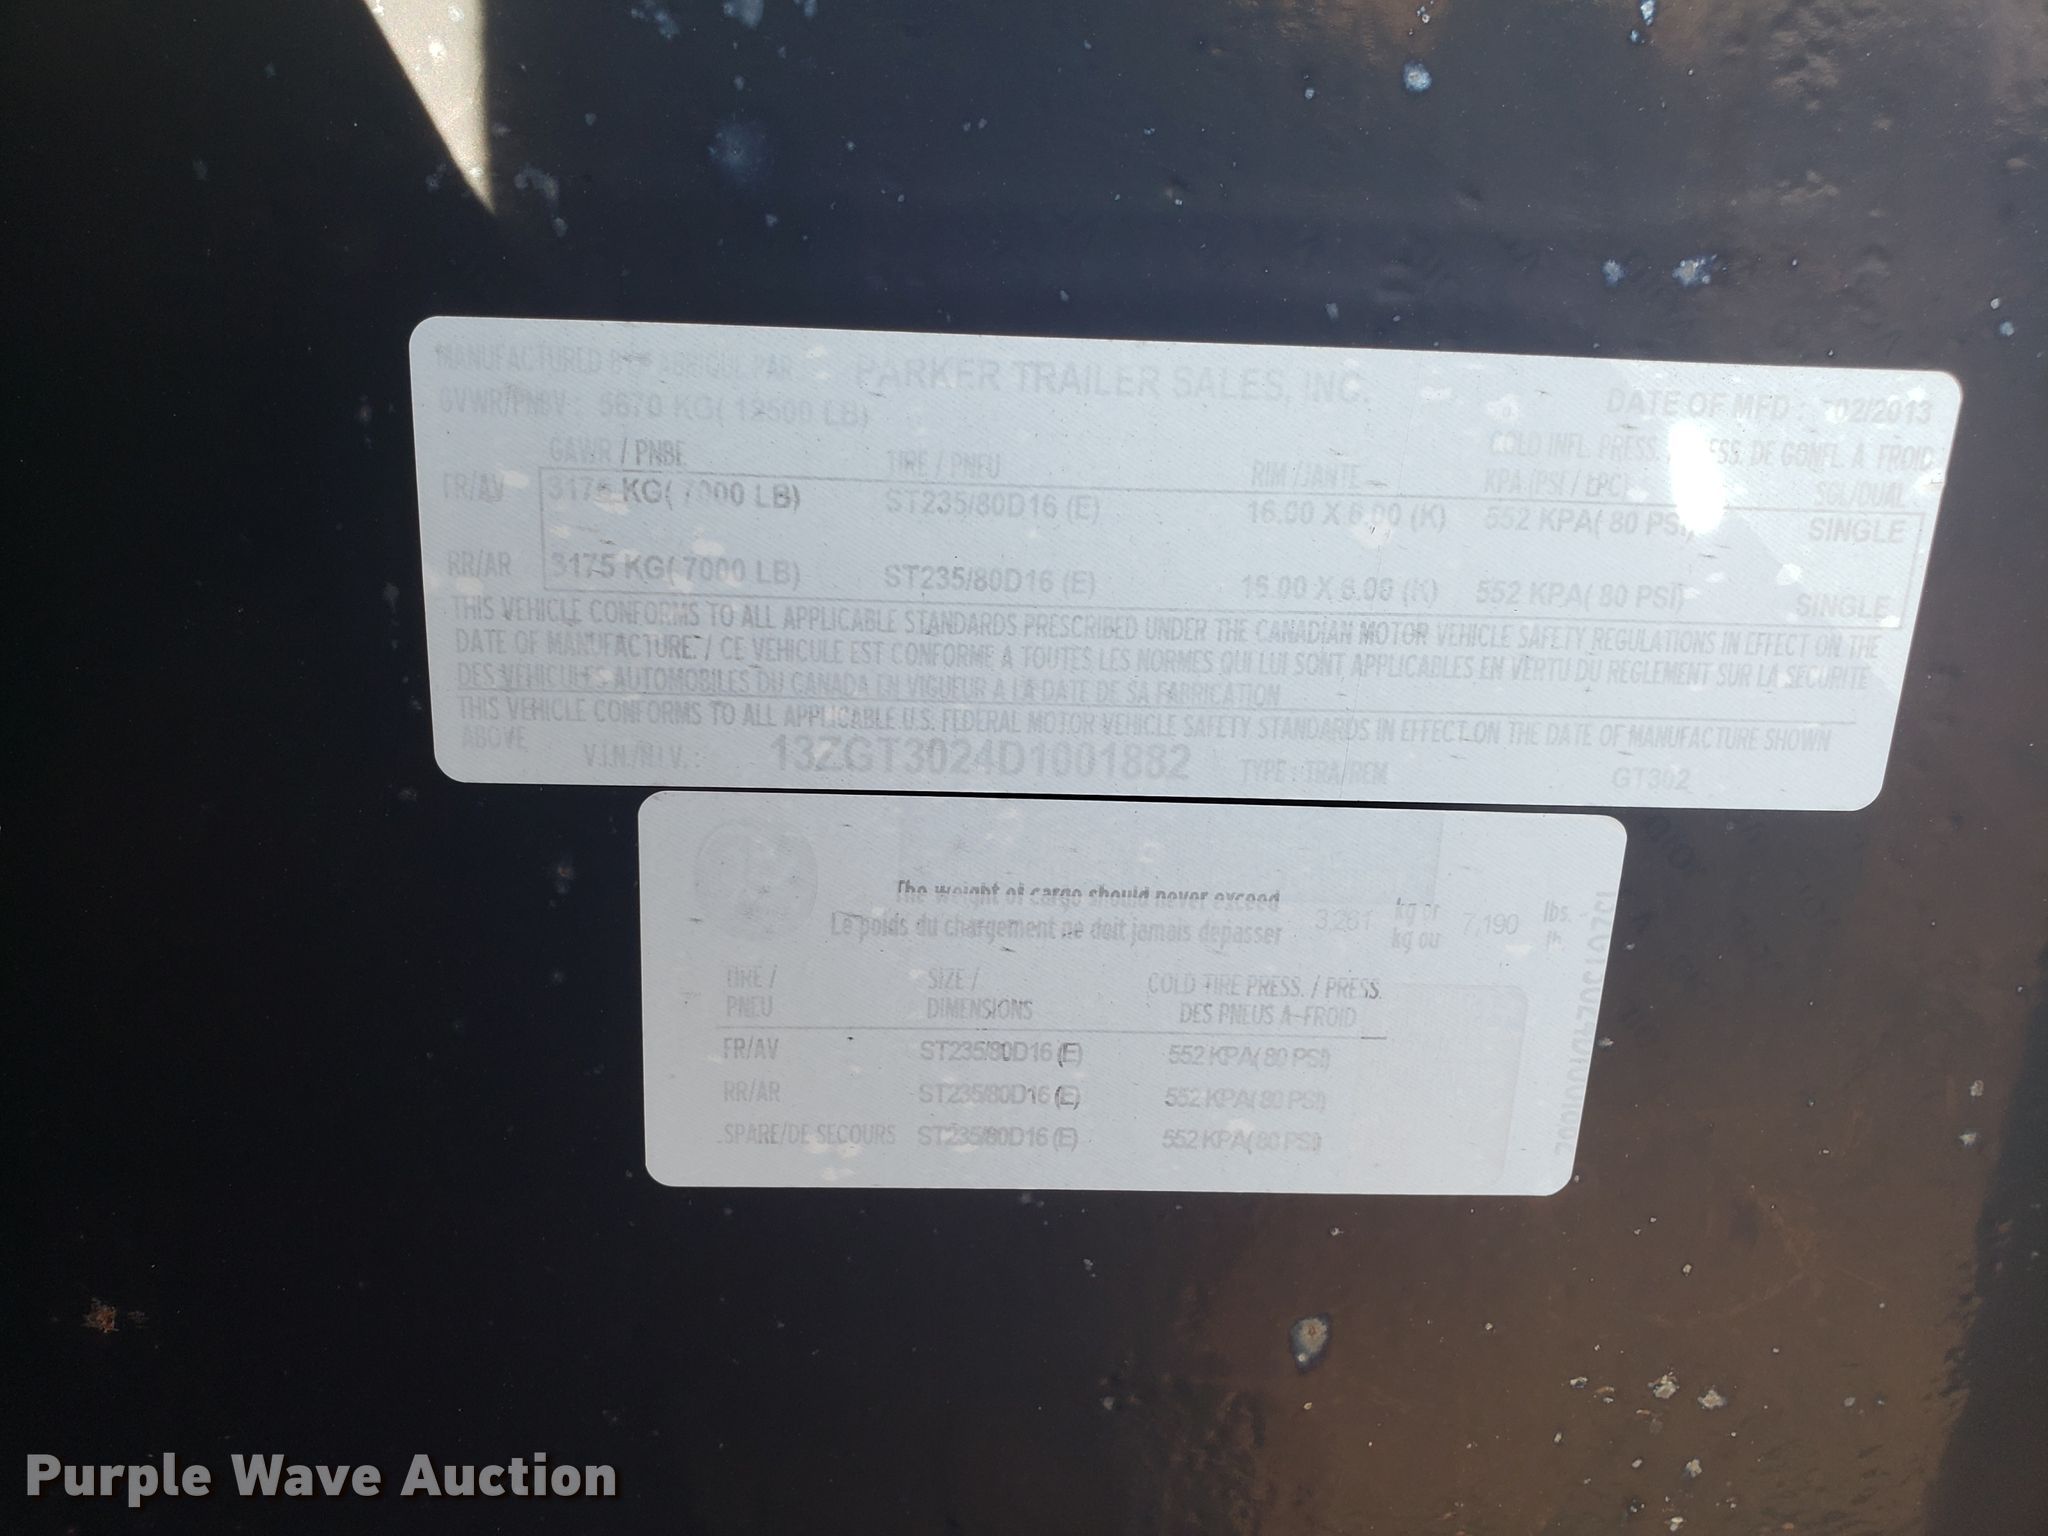 MANUFACTURED BY/FABRIQUE PAR : PARKER TRAILER SALES, INC.
GVWR/PNBV : 5670 KG( 12500 LB) DATE OF MFD : 02/2013
GAWR / PNBE TIRE / PNEU RIM /JANTE COLD INFL. PRESS. PRESS. DE GONFL. A FROID
KPA (PSI / LPC) SGL/DUAL
FR/AV 3175 KG( 7000 LB) ST235/80D16 (E) 16.00 X 6.00 (K) 552 KPA( 80 PSI) SINGLE
RR/AR 3175 KG( 7000 LB) ST235/80D16 (E) 16.00 X 6.00 (K) 552 KPA( 80 PSI) SINGLE
THIS VEHICLE CONFORMS TO ALL APPLICABLE STANDARDS PRESCRIBED UNDER THE CANADIAN MOTOR VEHICLE SAFETY REGULATIONS IN EFFECT ON THE
DATE OF MANUFACTURE. / CE VEHICULE EST CONFORME A TOUTES LES NORMES QUI LUI SONT APPLICABLES EN VERTU DU REGLEMENT SUR LA SECURITE
DES VEHICULES AUTOMOBILES DU CANADA EN VIGUEUR A LA DATE DE SA FABRICATION
THIS VEHICLE CONFORMS TO ALL APPLICABLE U.S. FEDERAL MOTOR VEHICLE SAFETY STANDARDS IN EFFECT ON THE DATE OF MANUFACTURE SHOWN
ABOVE V.I.N./N.I.V. : 13ZGT3024D1001882 TYPE : TRA/REM GT302
The weight of cargo should never exceed kg or lbs.
Le poids du chargement ne doit jamais depasser 3,261 kg ou 7,190 lb.
TIRE / SIZE / COLD TIRE PRESS. / PRESS.
PNEU DIMENSIONS DES PNEUS A-FROID
FR/AV ST235/80D16 (E) 552 KPA( 80 PSI)
RR/AR ST235/80D16 (E) 552 KPA( 80 PSI)
SPARE/DE SECOURS ST235/80D16 (E) 552 KPA( 80 PSI)
13ZGT3024D1001882
Purple Wave Auction